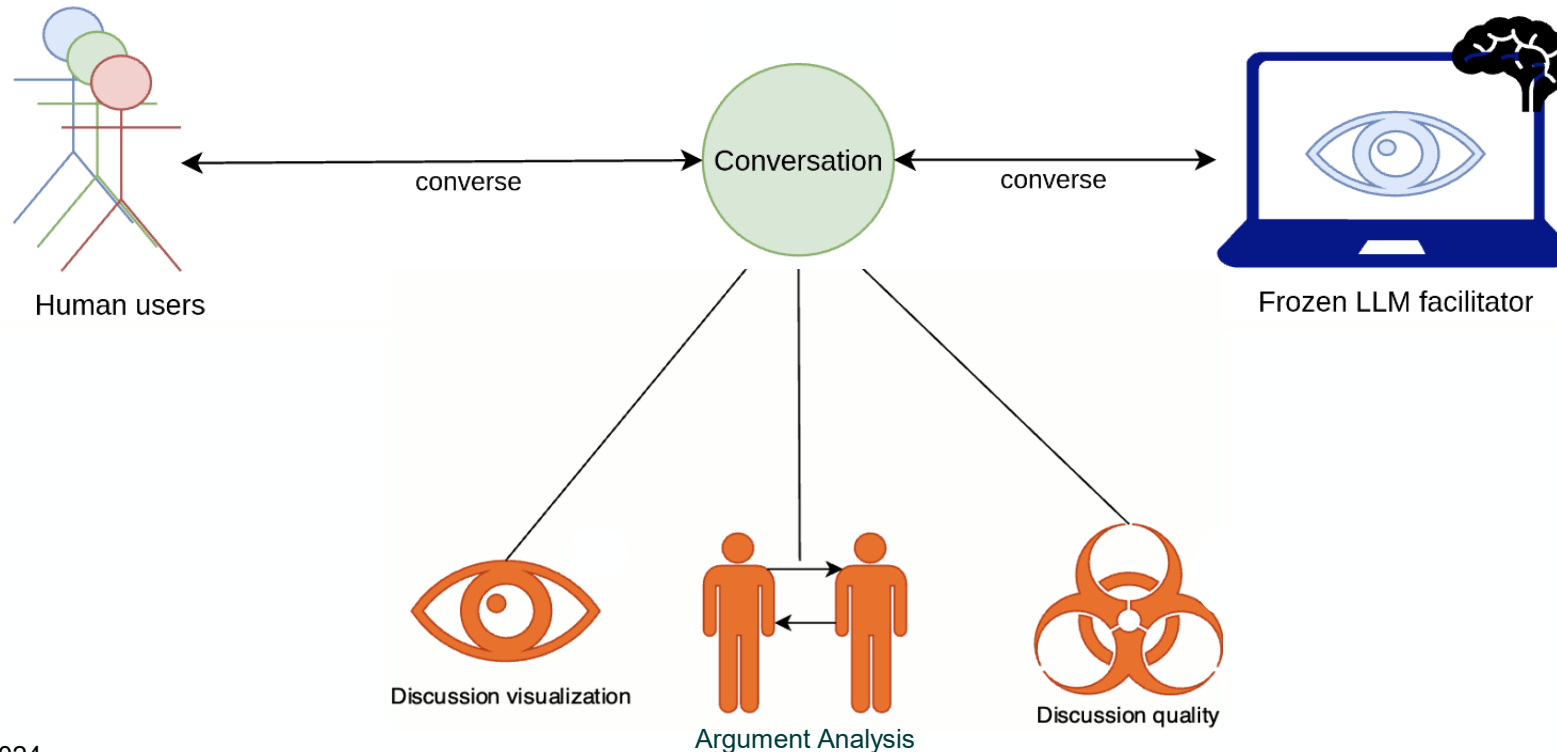 Conversation
converse
converse
Human users
Frozen LLM facilitator
Discussion visualization
Argument Analysis
Discussion quality